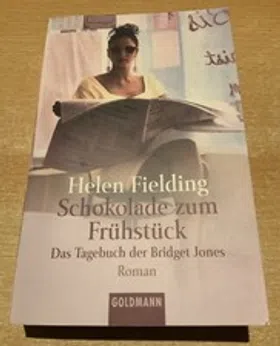 Helen Fielding
Schokolade zum
Frühstück
Das Tagebuch der Bridget Jones
Roman
GOLDMANN